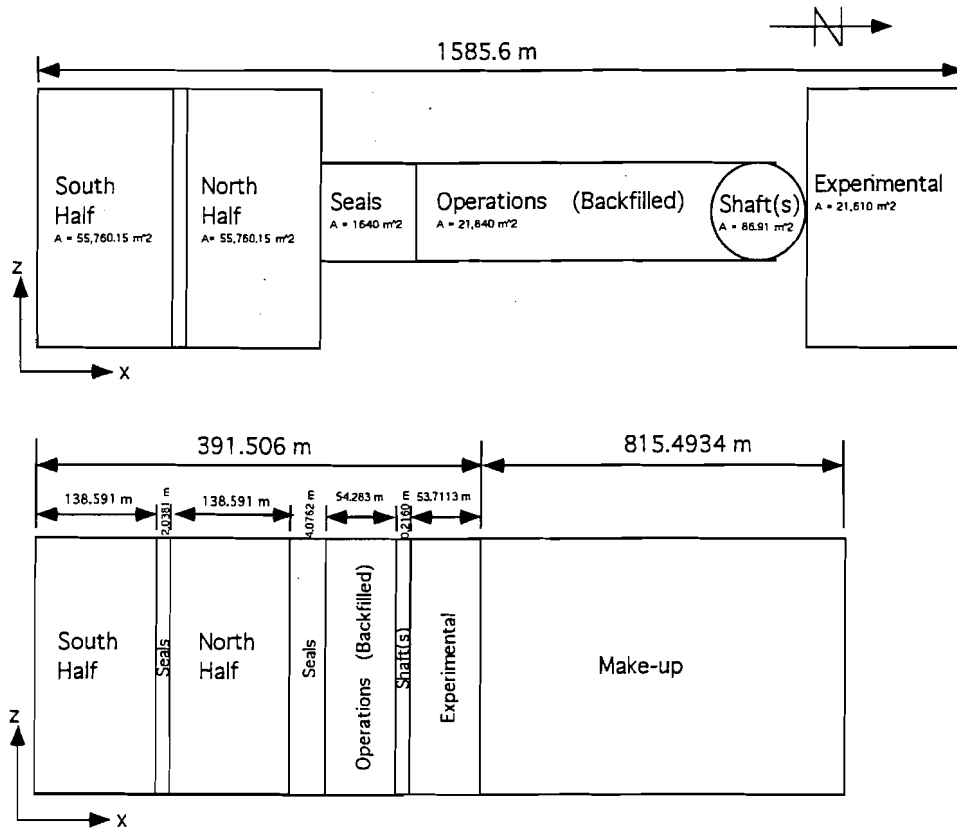 N
1585.6 m
South
Half
A = 55,760.15 m^2
North
Half
A= 55,760.15 m^2
Seals
A = 1640 m^2
Operations (Backfilled)
A = 21,840 m^2
Shaft(s)
A = 86.91 m^2
Experimental
A = 21,610 m^2
Z
X
391.506 m
815.4934 m
138.591 m
2.0381 m
138.591 m
4.0762 m
54.283 m
0.2160 m
53.7113 m
South
Half
Seals
North
Half
Seals
Operations (Backfilled)
Shaft(s)
Experimental
Make-up
Z
X